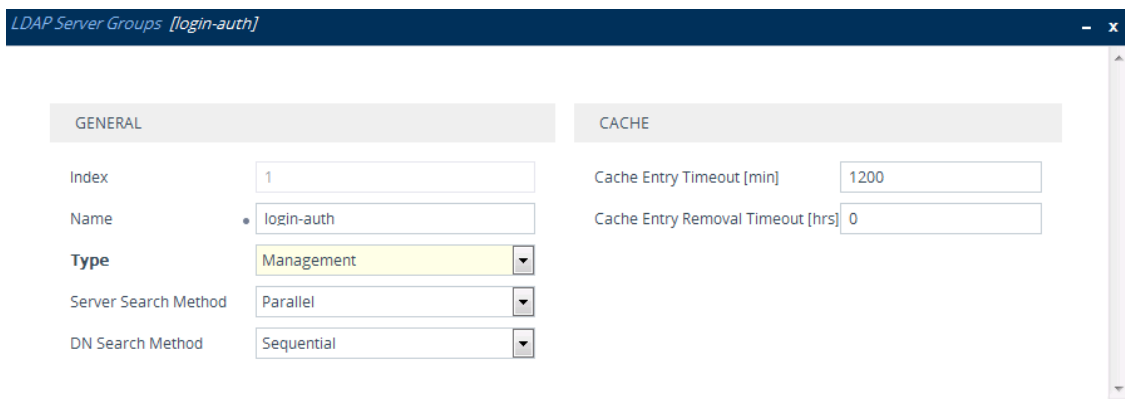 LDAP Server Groups [login-auth] – x
GENERAL
Index 1
Name • login-auth
Type Management
Server Search Method Parallel
DN Search Method Sequential
CACHE
Cache Entry Timeout [min] 1200
Cache Entry Removal Timeout [hrs] 0